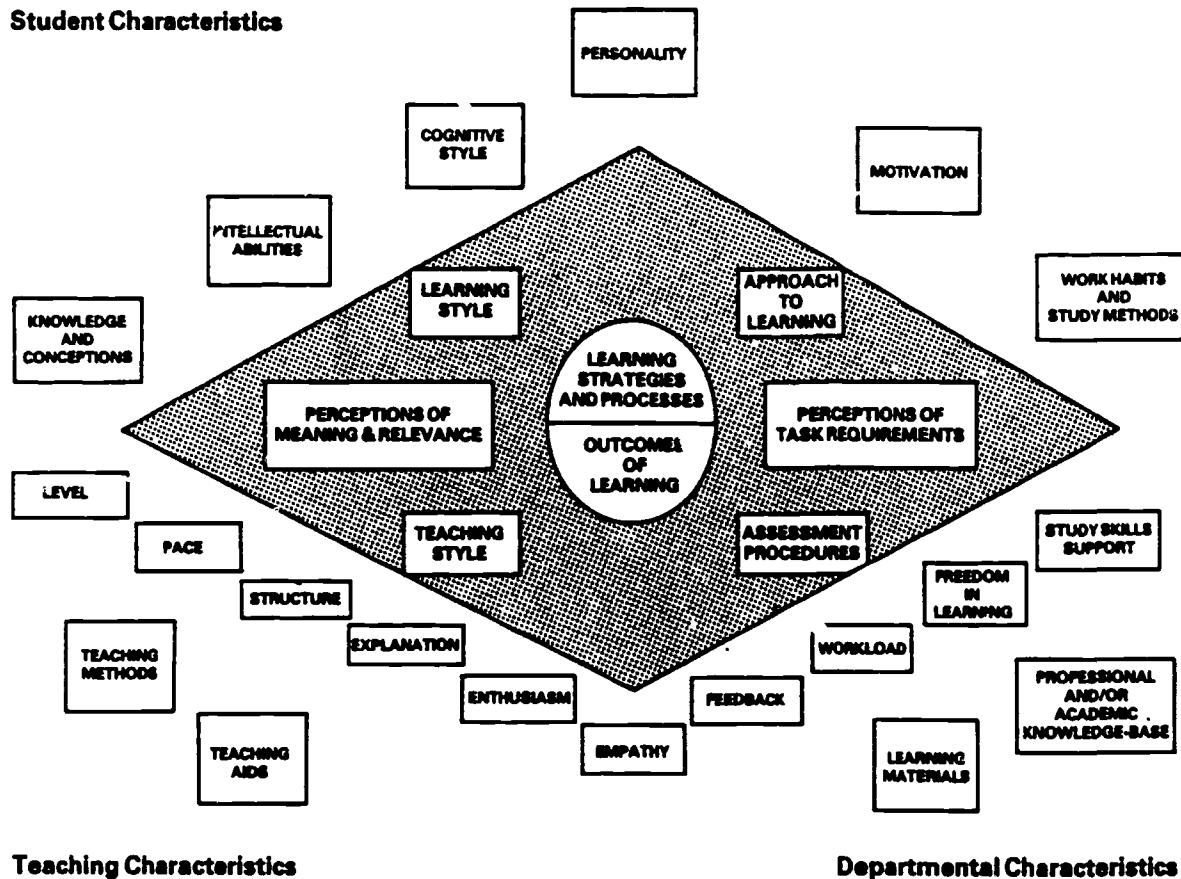 Student Characteristics
PERSONALITY
COGNITIVE
STYLE
MOTIVATION
INTELLECTUAL
ABILITIES
WORK HABITS
AND
STUDY METHODS
KNOWLEDGE
AND
CONCEPTIONS
LEARNING
STYLE
APPROACH
TO
LEARNING
LEARNING
STRATEGIES
AND PROCESSES
PERCEPTIONS OF
MEANING & RELEVANCE
PERCEPTIONS OF
TASK REQUIREMENTS
OUTCOMEL
OF
LEARNING
LEVEL
PACE
TEACHING
STYLE
ASSESSMENT
PROCEDURES
STUDY SKILLS
SUPPORT
STRUCTURE
FREEDOM
IN
LEARNING
EXPLANATION
WORKLOAD
TEACHING
METHODS
ENTHUSIASM
FEEDBACK
PROFESSIONAL
AND/OR
ACADEMIC
KNOWLEDGE-BASE
EMPATHY
TEACHING
AIDS
LEARNING
MATERIALS
Teaching Characteristics
Departmental Characteristics